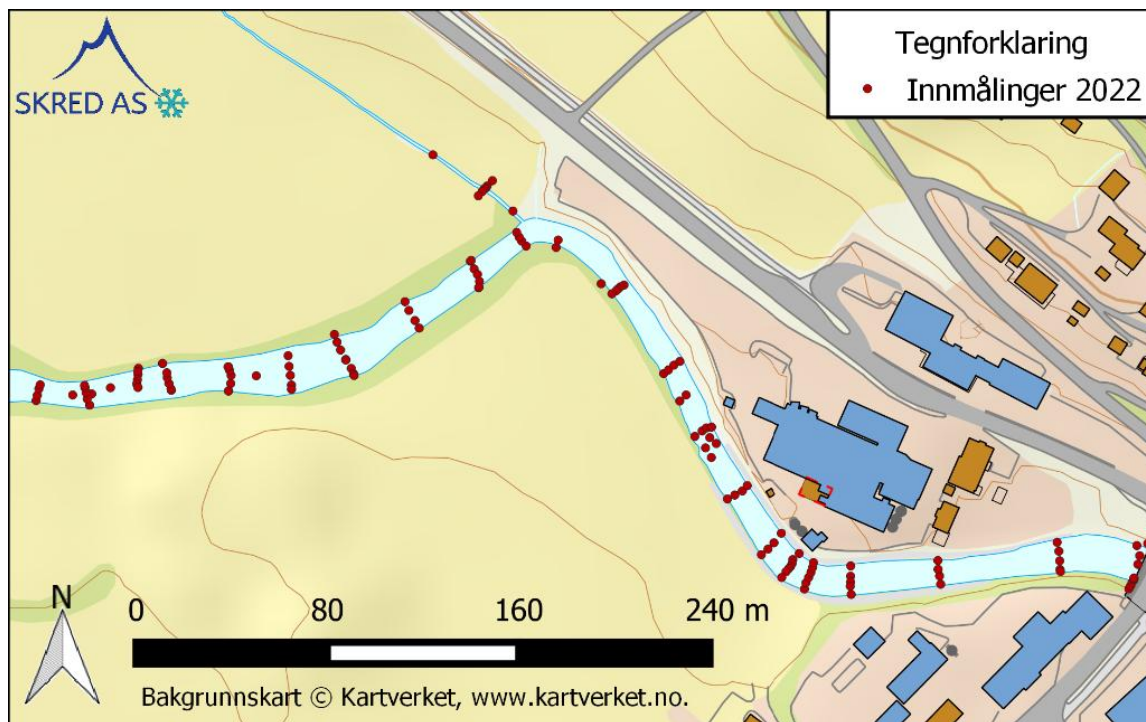 SKRED AS
Tegnforklaring
Innmålinger 2022
N
0 80 160 240 m
Bakgrunnskart © Kartverket, www.kartverket.no.